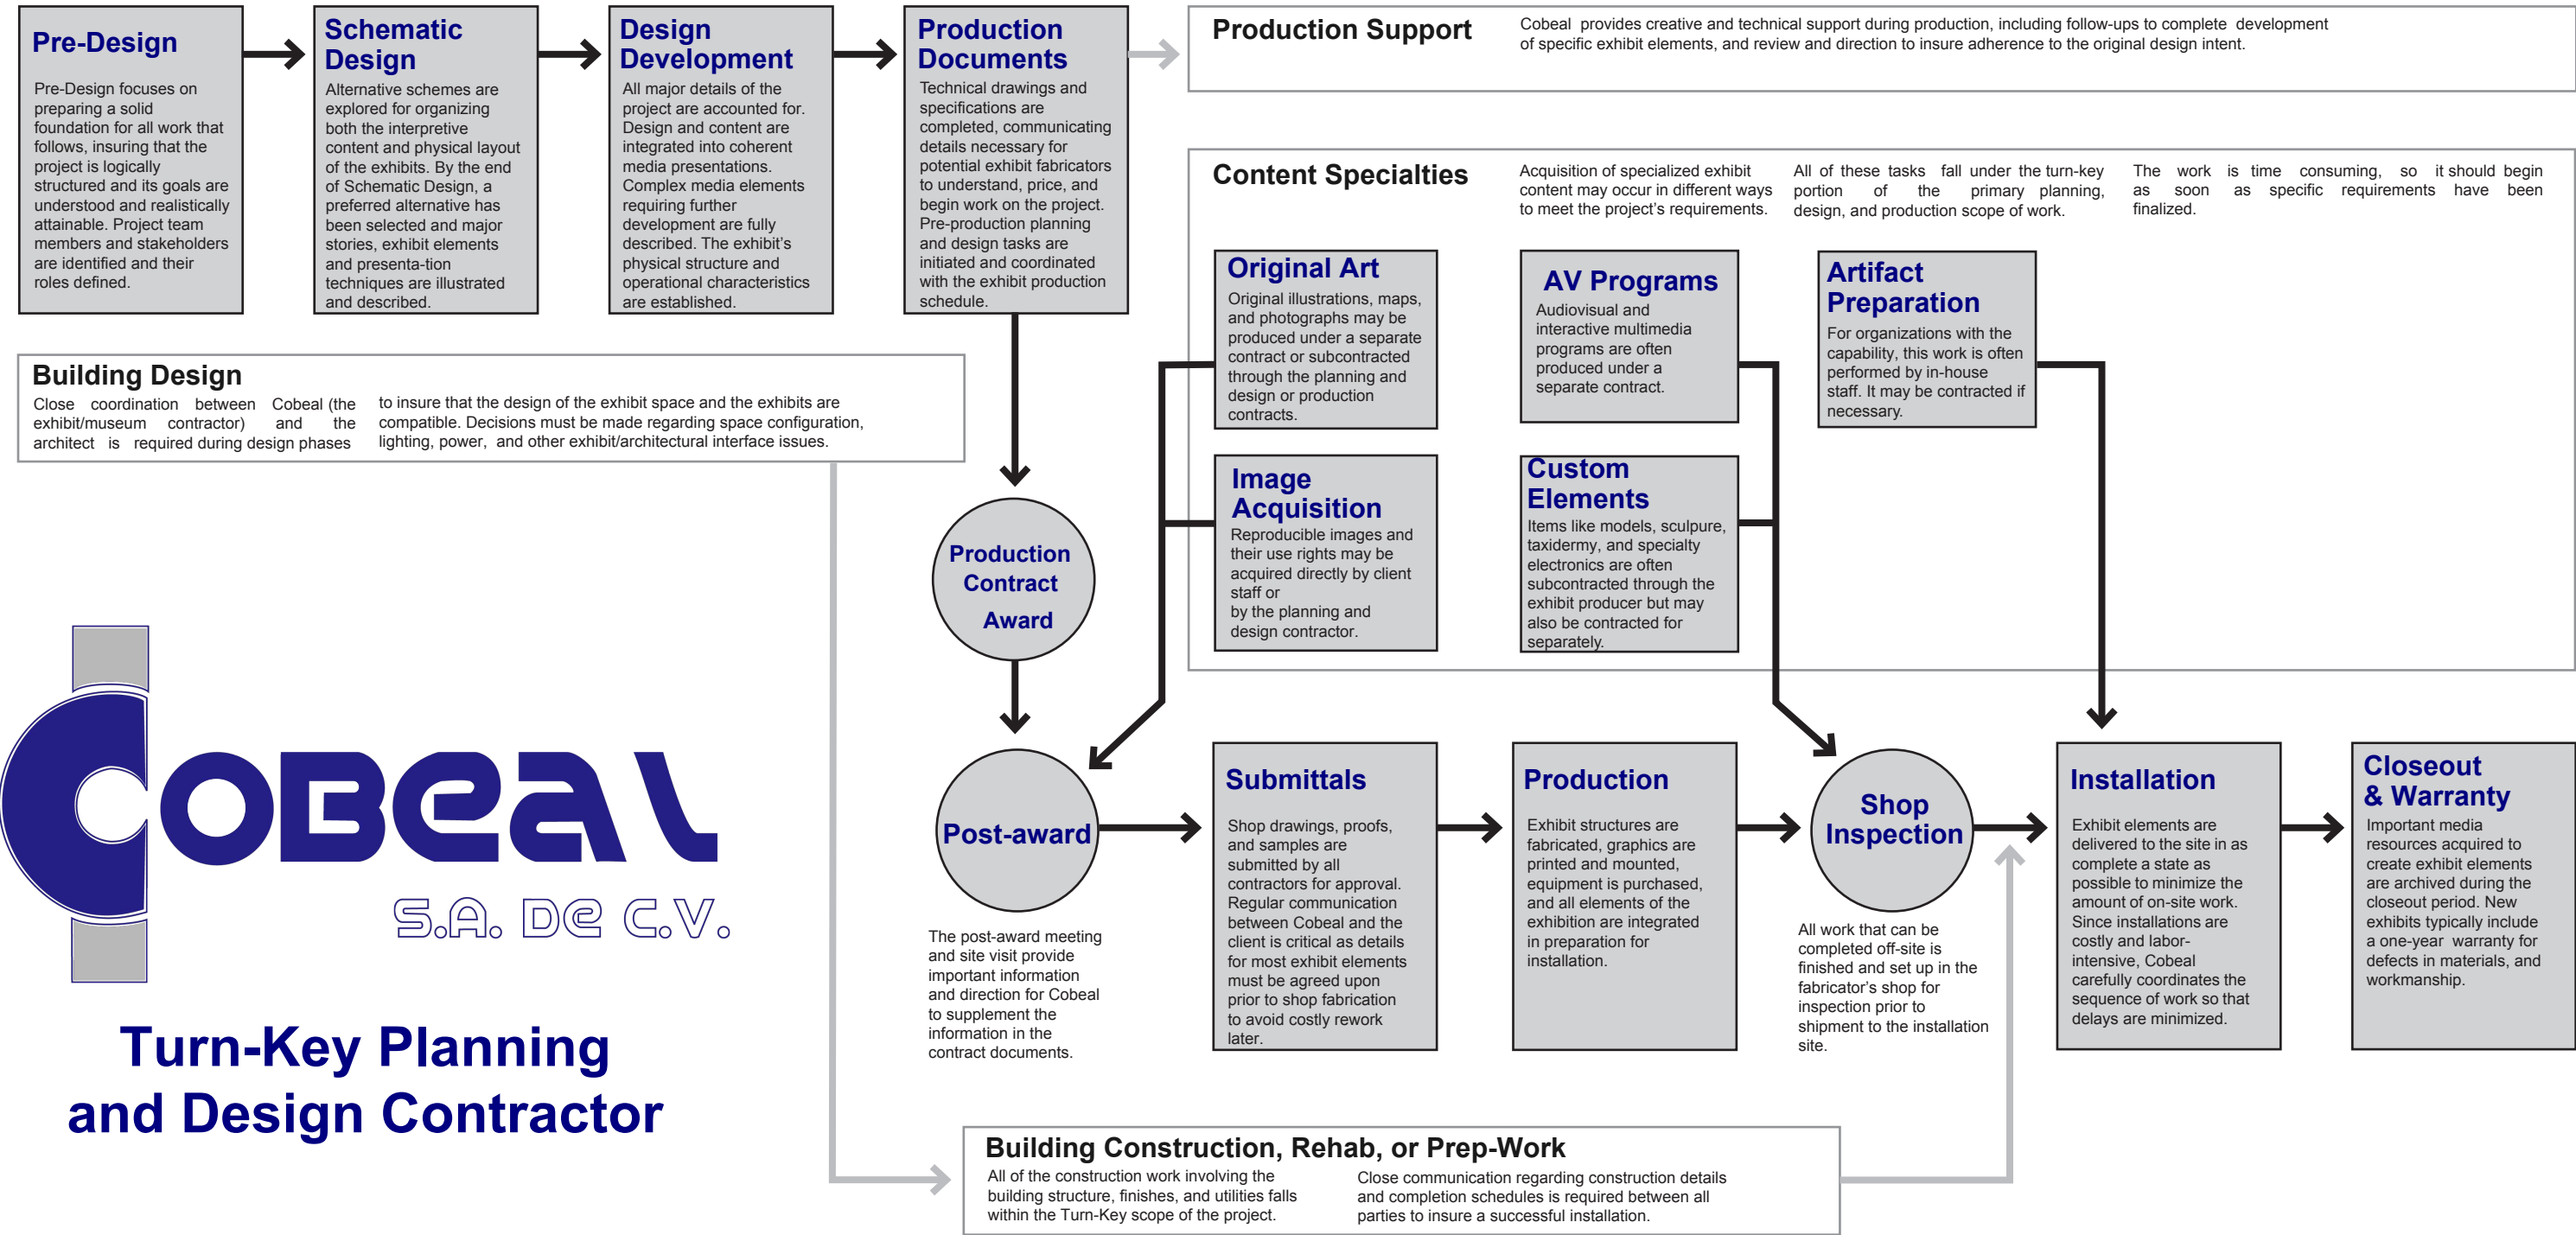 Pre-Design
Pre-Design focuses on
preparing a solid
foundation for all work that
follows, insuring that the
project is logically
structured and its goals are
understood and realistically
attainable. Project team
members and stakeholders
are identified and their
roles defined.
Schematic
Design
Alternative schemes are
explored for organizing
both the interpretive
content and physical layout
of the exhibits. By the end
of Schematic Design, a
preferred alternative has
been selected and major
stories, exhibit elements
and presenta-tion
techniques are illustrated
and described.
Design
Development
All major details of the
project are accounted for.
Design and content are
integrated into coherent
media presentations.
Complex media elements
requiring further
development are fully
described. The exhibit's
physical structure and
operational characteristics
are established.
Production
Documents
Technical drawings and
specifications are
completed, communicating
details necessary for
potential exhibit fabricators
to understand, price, and
begin work on the project.
Pre-production planning
and design tasks are
initiated and coordinated
with the exhibit production
schedule.
Production Support
Cobeal provides creative and technical support during production, including follow-ups to complete development
of specific exhibit elements, and review and direction to insure adherence to the original design intent.
Content Specialties
Acquisition of specialized exhibit
content may occur in different ways
to meet the project's requirements.
All of these tasks fall under the turn-key
portion of the primary planning,
design, and production scope of work.
The work is time consuming, so it should begin
as soon as specific requirements have been
finalized.
Original Art
Original illustrations, maps,
and photographs may be
produced under a separate
contract or subcontracted
through the planning and
design or production
contracts.
AV Programs
Audiovisual and
interactive multimedia
programs are often
produced under a
separate contract.
Artifact
Preparation
For organizations with the
capability, this work is often
performed by in-house
staff. It may be contracted if
necessary.
Image
Acquisition
Reproducible images and
their use rights may be
acquired directly by client
staff or
by the planning and
design contractor.
Custom
Elements
Items like models, sculpure,
taxidermy, and specialty
electronics are often
subcontracted through the
exhibit producer but may
also be contracted for
separately.
Building Design
Close coordination between Cobeal (the
exhibit/museum contractor) and the
architect is required during design phases
to insure that the design of the exhibit space and the exhibits are
compatible. Decisions must be made regarding space configuration,
lighting, power, and other exhibit/architectural interface issues.
Production
Contract
Award
COBEAL
S.A. DE C.V.
Turn-Key Planning
and Design Contractor
Post-award
The post-award meeting
and site visit provide
important information
and direction for Cobeal
to supplement the
information in the
contract documents.
Submittals
Shop drawings, proofs,
and samples are
submitted by all
contractors for approval.
Regular communication
between Cobeal and the
client is critical as details
for most exhibit elements
must be agreed upon
prior to shop fabrication
to avoid costly rework
later.
Production
Exhibit structures are
fabricated, graphics are
printed and mounted,
equipment is purchased,
and all elements of the
exhibition are integrated
in preparation for
installation.
Shop
Inspection
All work that can be
completed off-site is
finished and set up in the
fabricator's shop for
inspection prior to
shipment to the installation
site.
Installation
Exhibit elements are
delivered to the site in as
complete a state as
possible to minimize the
amount of on-site work.
Since installations are
costly and labor-
intensive, Cobeal
carefully coordinates the
sequence of work so that
delays are minimized.
Closeout
& Warranty
Important media
resources acquired to
create exhibit elements
are archived during the
closeout period. New
exhibits typically include
a one-year warranty for
defects in materials, and
workmanship.
Building Construction, Rehab, or Prep-Work
All of the construction work involving the
building structure, finishes, and utilities falls
within the Turn-Key scope of the project.
Close communication regarding construction details
and completion schedules is required between all
parties to insure a successful installation.